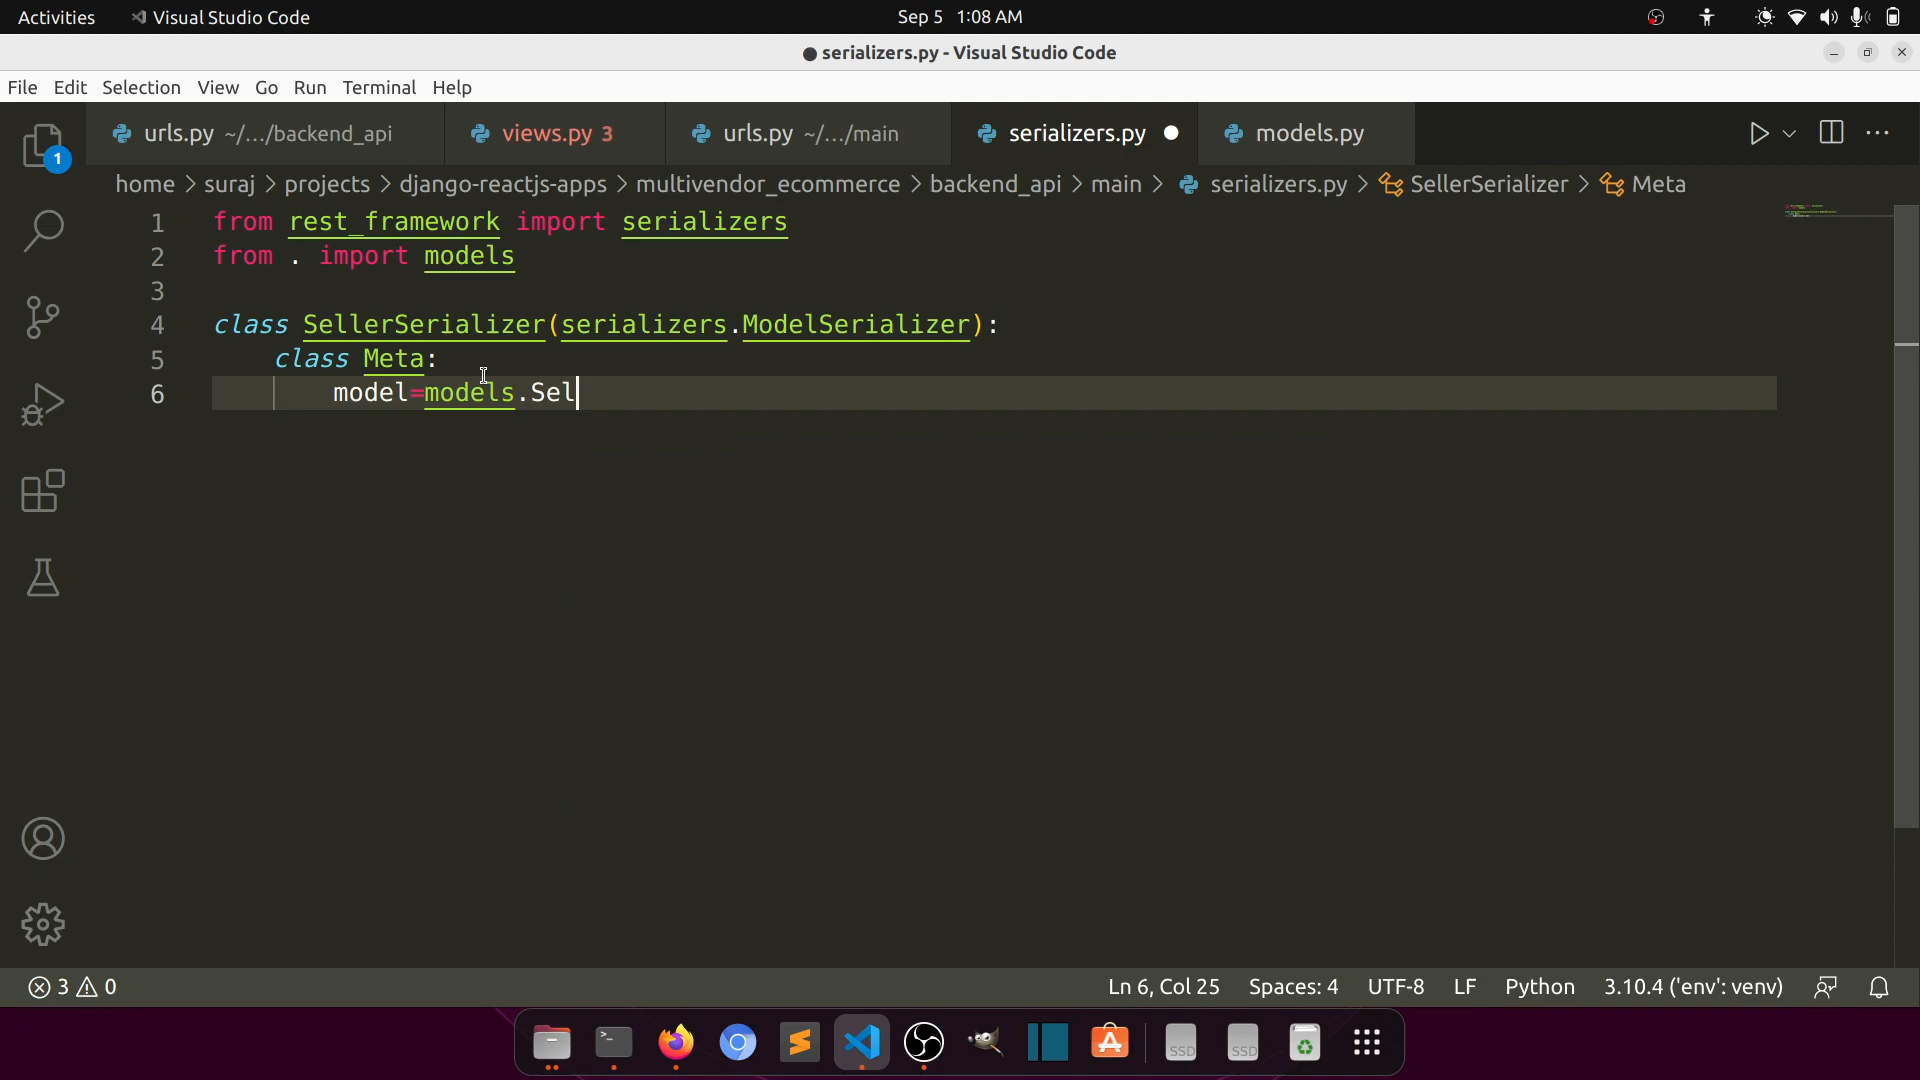 Activities Visual Studio Code Sep 5 1:08 AM
● serializers.py - Visual Studio Code
File Edit Selection View Go Run Terminal Help
urls.py ~/.../backend_api views.py 3 urls.py ~/.../main serializers.py models.py
home > suraj > projects > django-reactjs-apps > multivendor_ecommerce > backend_api > main > serializers.py > SellerSerializer > Meta
1 from rest_framework import serializers
2 from . import models
3
4 class SellerSerializer(serializers.ModelSerializer):
5 class Meta:
6 model=models.Sel
1
3 0 Ln 6, Col 25 Spaces: 4 UTF-8 LF Python 3.10.4 ('env': venv)
SSD SSD